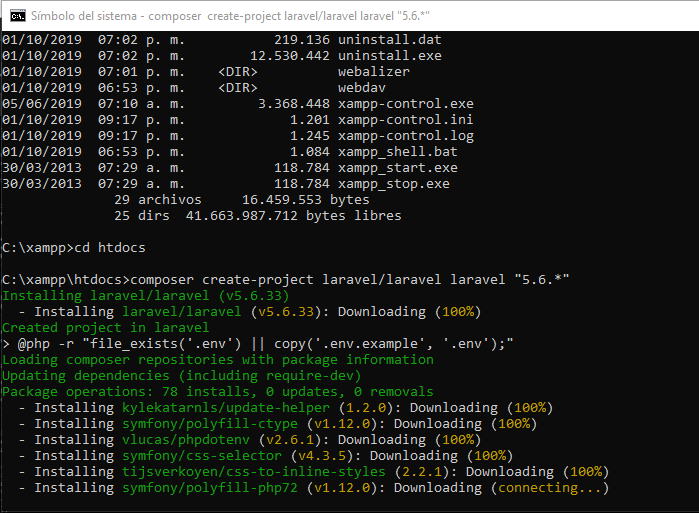 Símbolo del sistema - composer create-project laravel/laravel laravel "5.6.*"
01/10/2019 07:02 p. m. 219.136 uninstall.dat
01/10/2019 07:02 p. m. 12.530.442 uninstall.exe
01/10/2019 07:01 p. m. <DIR> webalizer
01/10/2019 06:53 p. m. <DIR> webdav
05/06/2019 07:10 a. m. 3.368.448 xampp-control.exe
01/10/2019 09:17 p. m. 1.201 xampp-control.ini
01/10/2019 09:17 p. m. 1.245 xampp-control.log
01/10/2019 06:53 p. m. 1.084 xampp_shell.bat
30/03/2013 07:29 a. m. 118.784 xampp_start.exe
30/03/2013 07:29 a. m. 118.784 xampp_stop.exe
29 archivos 16.459.553 bytes
25 dirs 41.663.987.712 bytes libres
C:\xampp>cd htdocs
C:\xampp\htdocs>composer create-project laravel/laravel laravel "5.6.*"
Installing laravel/laravel (v5.6.33)
- Installing laravel/laravel (v5.6.33): Downloading (100%)
Created project in laravel
> @php -r "file_exists('.env') || copy('.env.example', '.env');"
Loading composer repositories with package information
Updating dependencies (including require-dev)
Package operations: 78 installs, 0 updates, 0 removals
- Installing kylekatarnls/update-helper (1.2.0): Downloading (100%)
- Installing symfony/polyfill-ctype (v1.12.0): Downloading (100%)
- Installing vlucas/phpdotenv (v2.6.1): Downloading (100%)
- Installing symfony/css-selector (v4.3.5): Downloading (100%)
- Installing tijsverkoyen/css-to-inline-styles (2.2.1): Downloading (100%)
- Installing symfony/polyfill-php72 (v1.12.0): Downloading (connecting...)